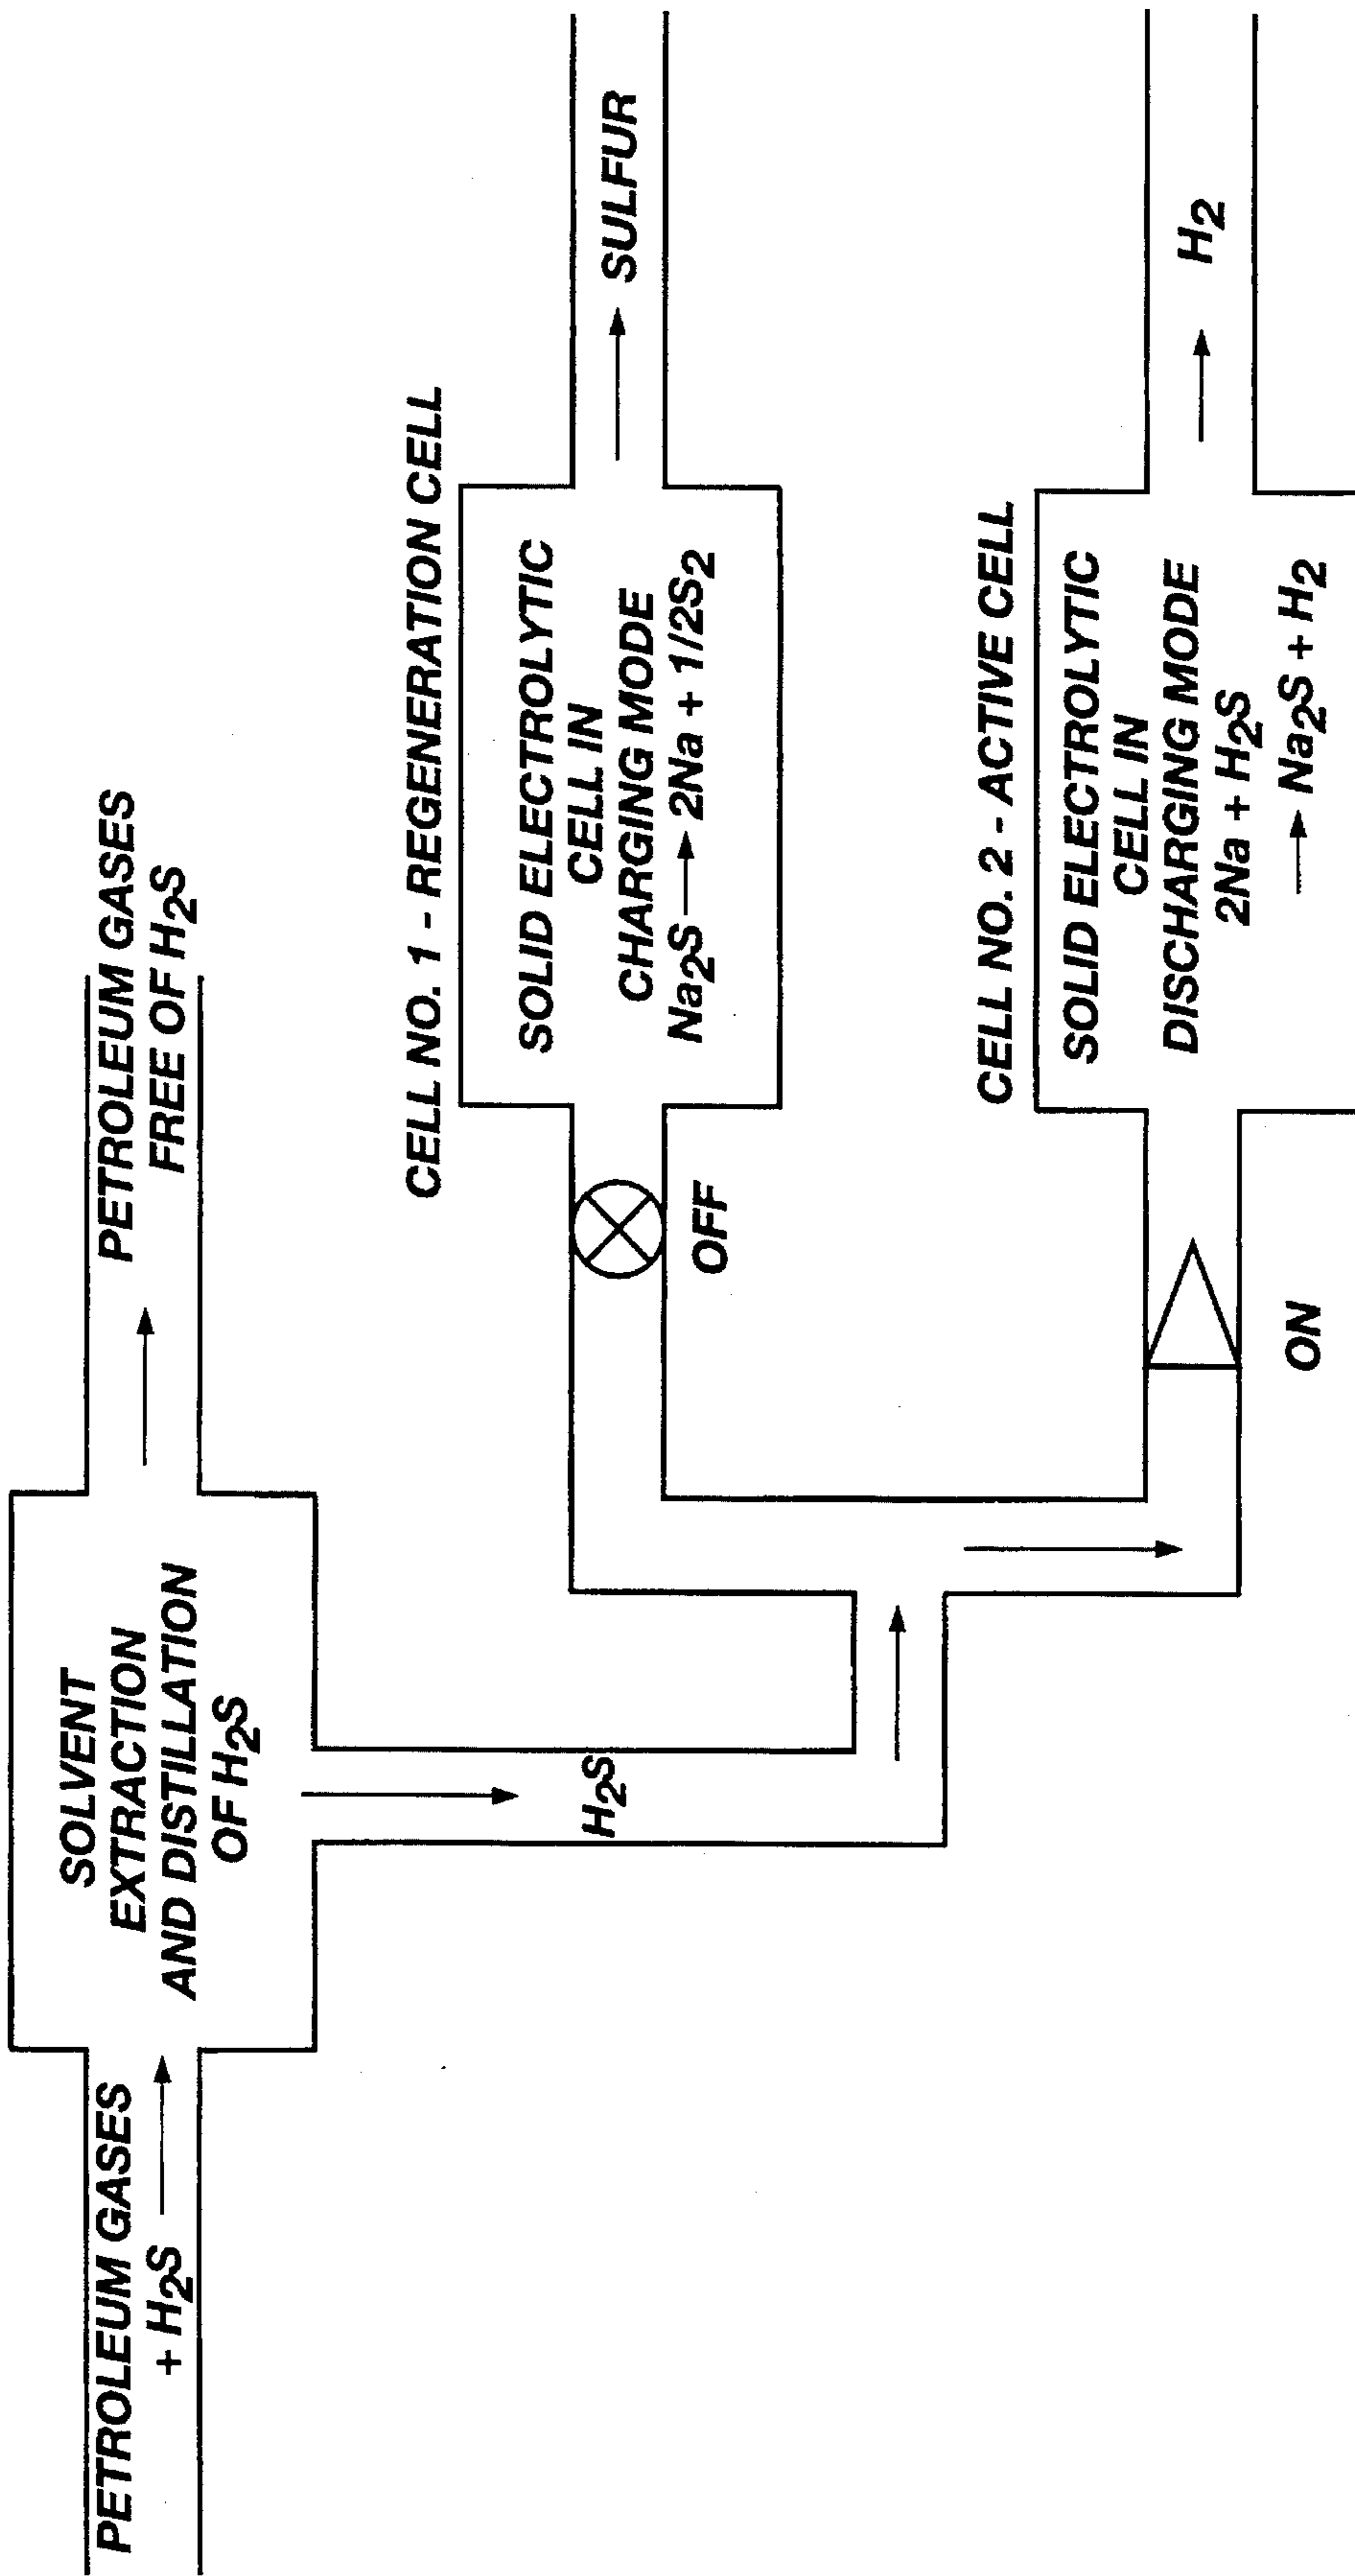 PETROLEUM GASES
+ H2S
SOLVENT
EXTRACTION
AND DISTILLATION
OF H2S
PETROLEUM GASES
FREE OF H2S
H2S
CELL NO. 1 - REGENERATION CELL
OFF
SOLID ELECTROLYTIC
CELL IN
CHARGING MODE
Na2S → 2Na + 1/2S2
SULFUR
CELL NO. 2 - ACTIVE CELL
ON
SOLID ELECTROLYTIC
CELL IN
DISCHARGING MODE
2Na + H2S
→ Na2S + H2
H2